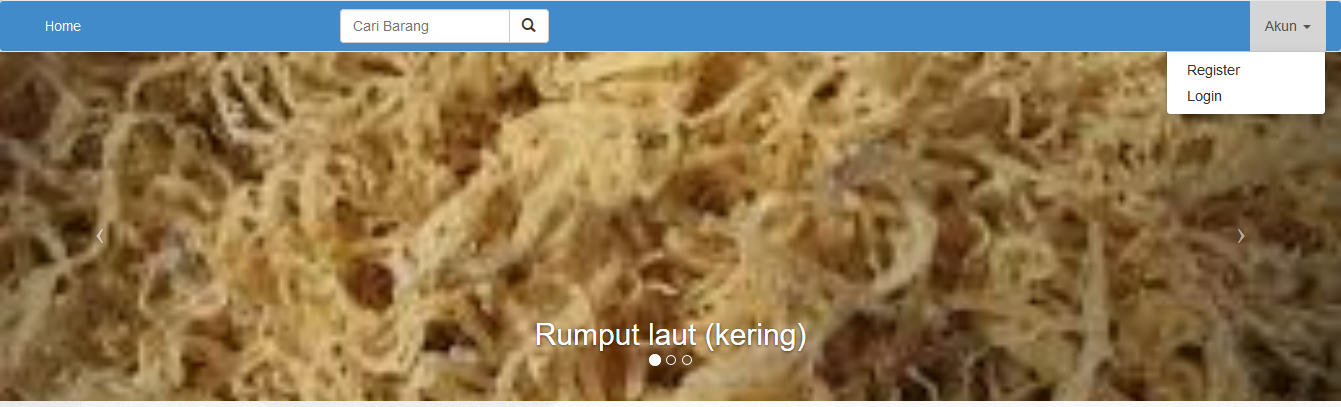 Home
Cari Barang
Akun
Register
Login
Rumput laut (kering)